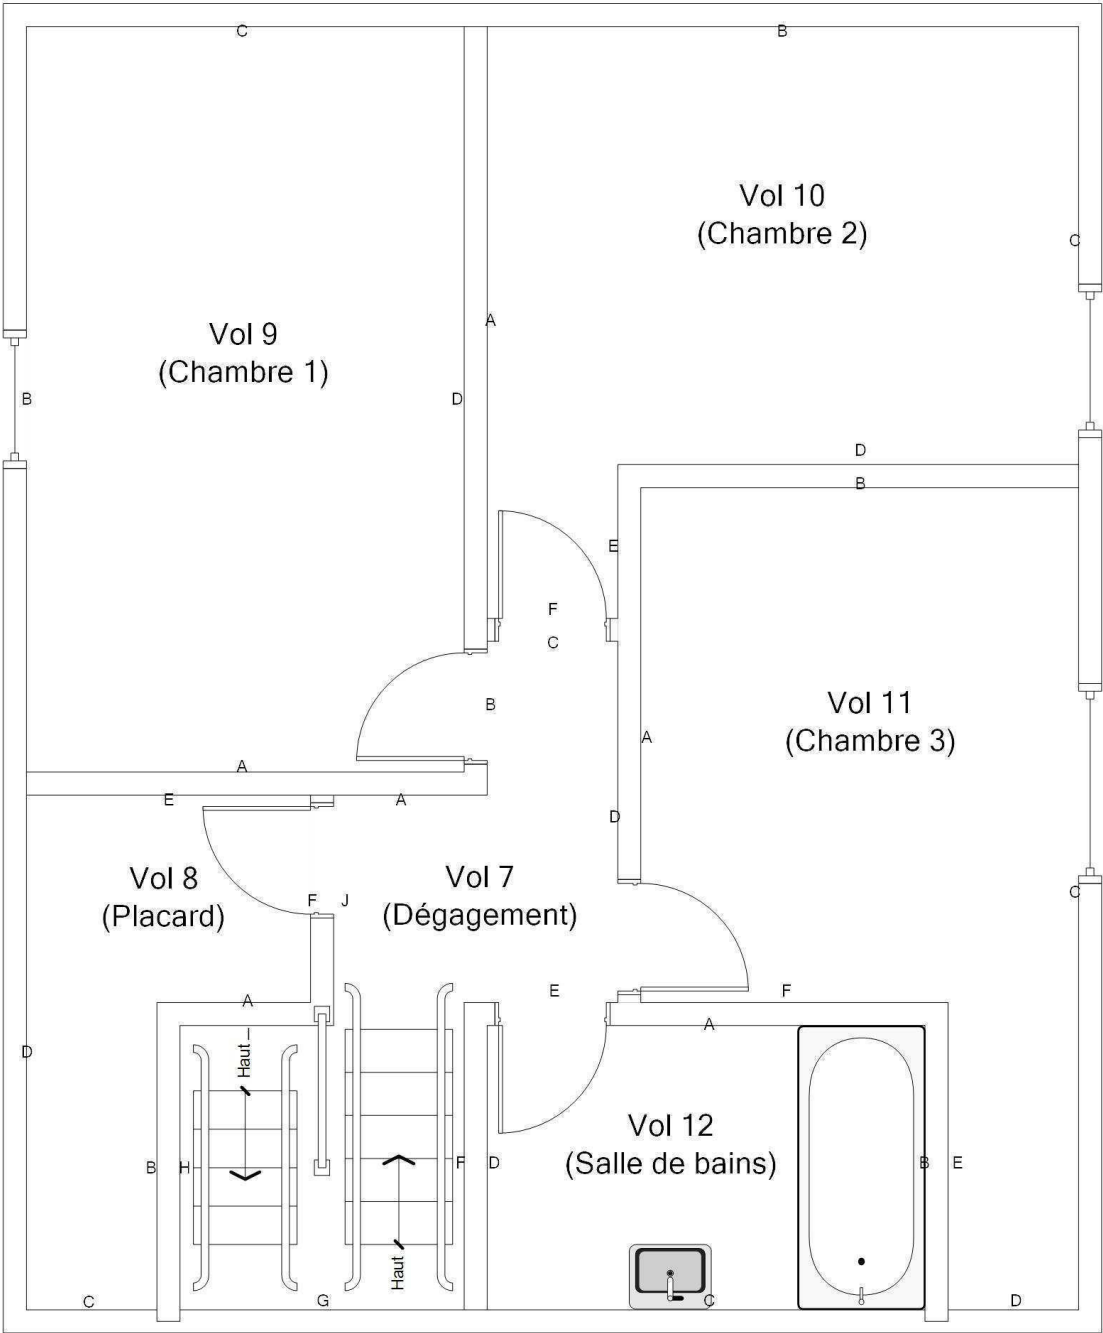 C
B
Vol 10
(Chambre 2)
C
A
Vol 9
(Chambre 1)
B
D
D
B
E
F
C
B
Vol 11
(Chambre 3)
A
A
E
A
D
Vol 8
(Placard)
Vol 7
(Dégagement)
F
J
C
E
F
A
A
Haut
D
Vol 12
(Salle de bains)
B
H
F
D
B
E
Haut
C
G
C
D